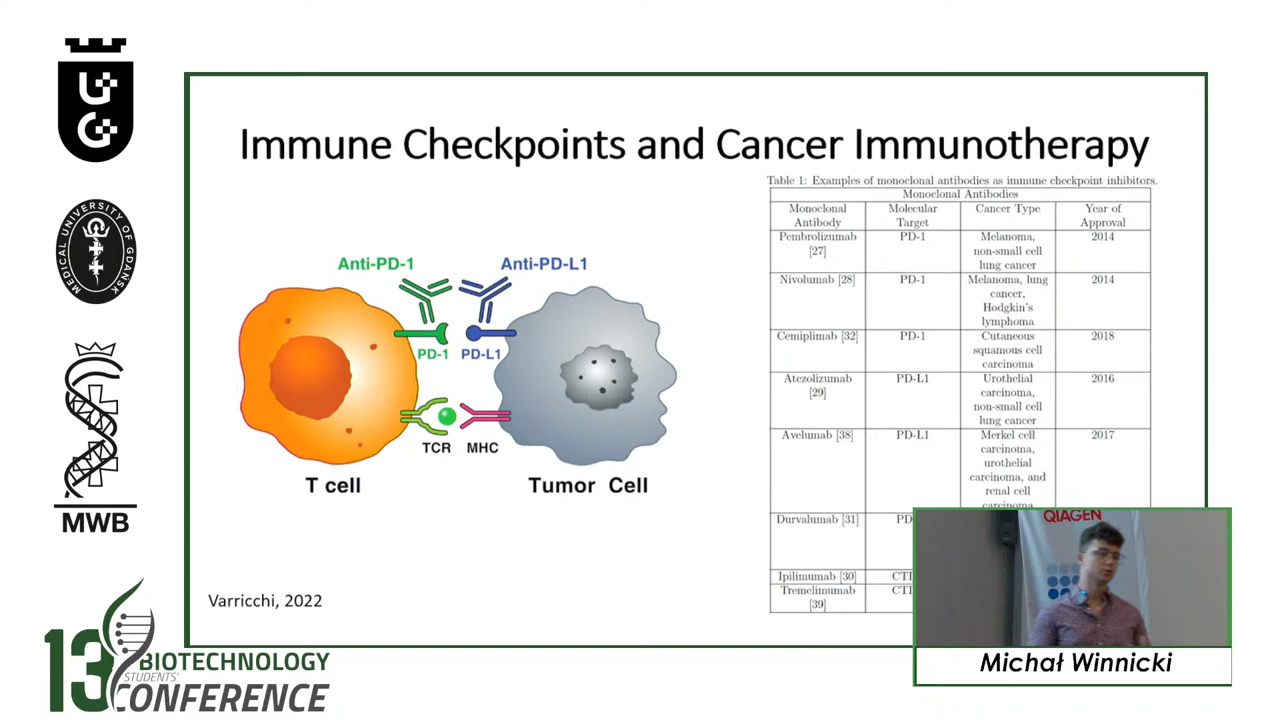 UG
MEDICAL UNIVERSITY OF GDAŃSK
MWB
13 BIOTECHNOLOGY
STUDENTS'
CONFERENCE
Immune Checkpoints and Cancer Immunotherapy
Anti-PD-1
Anti-PD-L1
PD-1
PD-L1
TCR
MHC
T cell
Tumor Cell
Varricchi, 2022
Table 1: Examples of monoclonal antibodies as immune checkpoint inhibitors.
Monoclonal Antibodies
Monoclonal Molecular Cancer Type Year of
Antibody Target Approval
Pembrolizumab PD-1 Melanoma, 2014
[27] non-small cell
lung cancer
Nivolumab [28] PD-1 Melanoma, lung 2014
cancer,
Hodgkin's
lymphoma
Cemiplimab [32] PD-1 Cutaneous 2018
squamous cell
carcinoma
Atezolizumab PD-L1 Urothelial 2016
[29] carcinoma,
non-small cell
lung cancer
Avelumab [38] PD-L1 Merkel cell 2017
carcinoma,
urothelial
carcinoma, and
renal cell
carcinoma
Durvalumab [31] PD
Ipilimumab [30] CTL
Tremelimumab CTL
[39]
QIAGEN
Michał Winnicki